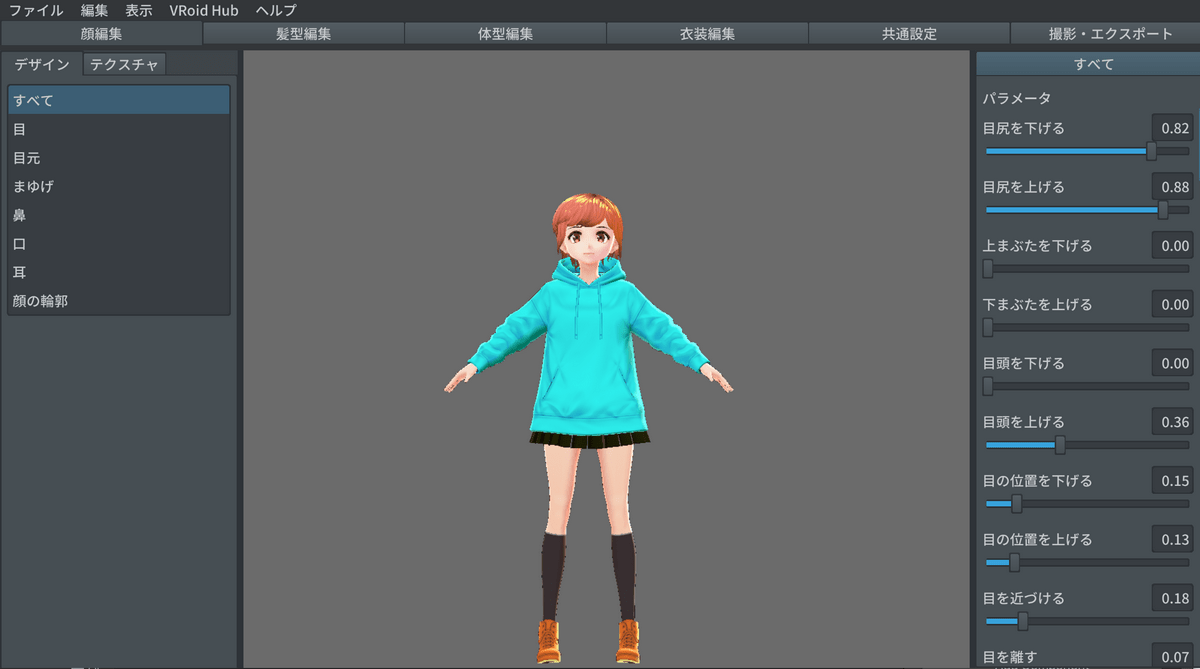 ファイル 編集 表示 VRoid Hub ヘルプ
顔編集 髪型編集 体型編集 衣装編集 共通設定 撮影・エクスポート
デザイン テクスチャ
すべて
目
目元
まゆげ
鼻
口
耳
顔の輪郭
すべて
パラメータ
目尻を下げる 0.82
目尻を上げる 0.88
上まぶたを下げる 0.00
下まぶたを上げる 0.00
目頭を下げる 0.00
目頭を上げる 0.36
目の位置を下げる 0.15
目の位置を上げる 0.13
目を近づける 0.18
目を離す 0.07